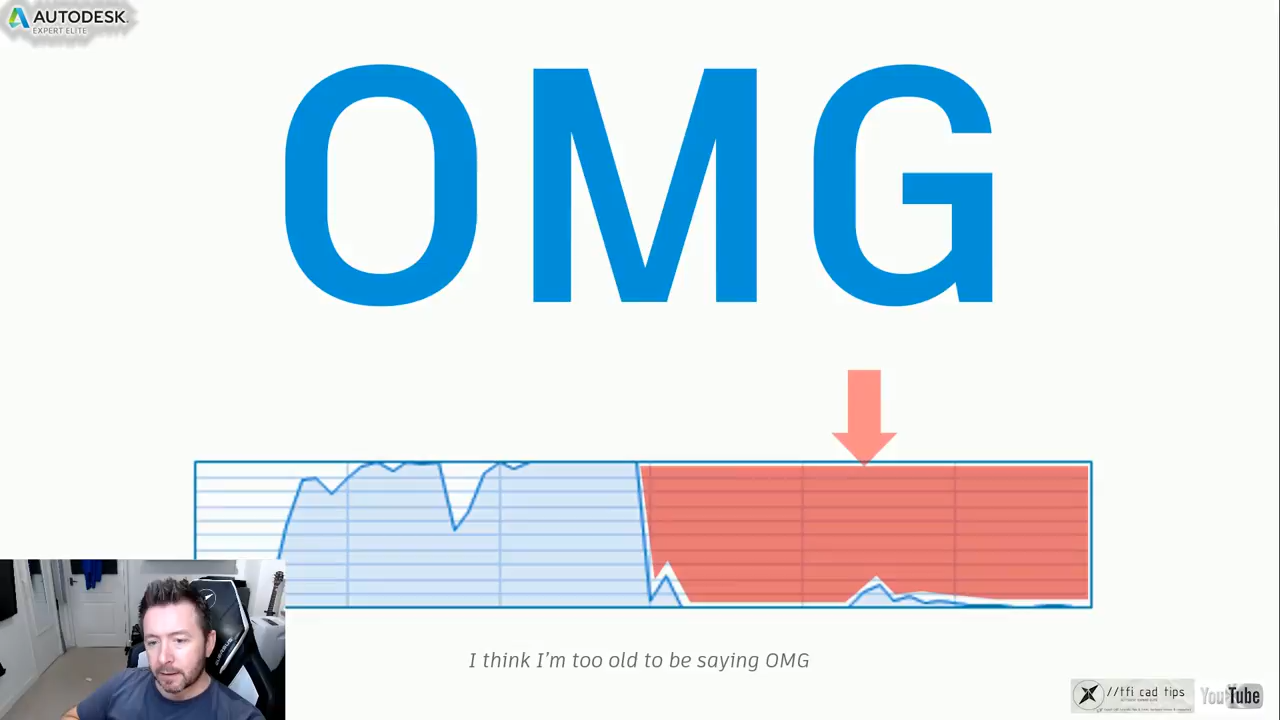 AUTODESK.
EXPERT ELITE
OMG
I think I'm too old to be saying OMG
//tfi cad tips
YouTube